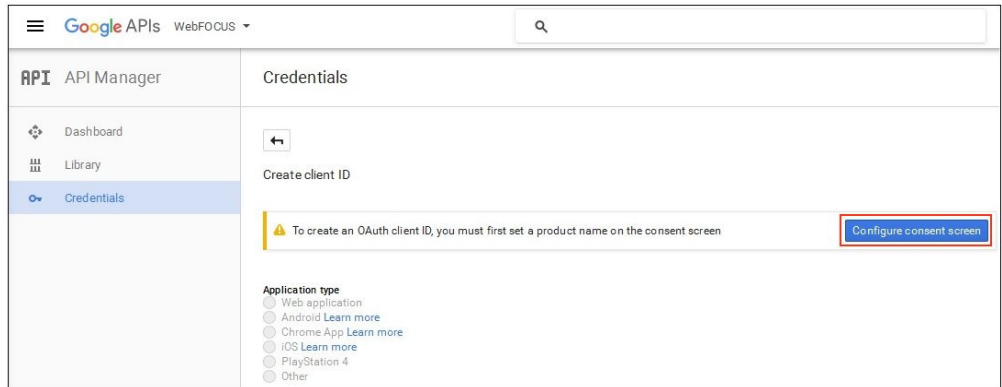 Google APIs WebFOCUS
API API Manager
Credentials
Dashboard
Library
Credentials
Create client ID
To create an OAuth client ID, you must first set a product name on the consent screen
Configure consent screen
Application type
Web application
Android Learn more
Chrome App Learn more
iOS Learn more
PlayStation 4
Other